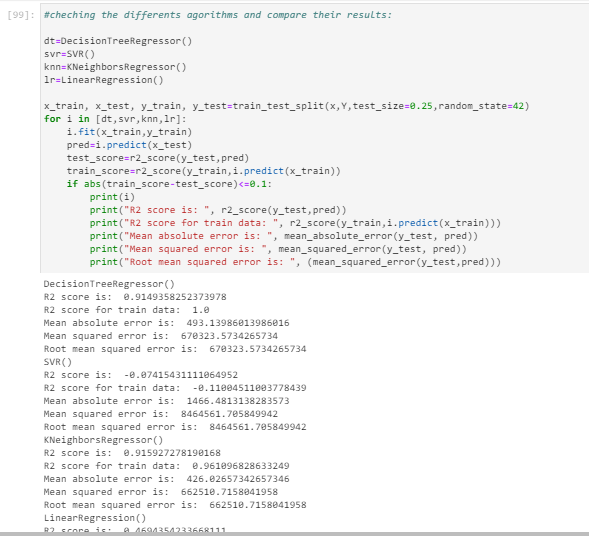 [99]: #cheching the differents agorithms and compare their results:
dt=DecisionTreeRegressor()
svr=SVR()
knn=KNeighborsRegressor()
lr=LinearRegression()
x_train, x_test, y_train, y_test=train_test_split(x,Y,test_size=0.25,random_state=42)
for i in [dt,svr,knn,lr]:
i.fit(x_train,y_train)
pred=i.predict(x_test)
test_score=r2_score(y_test,pred)
train_score=r2_score(y_train,i.predict(x_train))
if abs(train_score-test_score)<=0.1:
print(i)
print("R2 score is: ", r2_score(y_test,pred))
print("R2 score for train data: ", r2_score(y_train,i.predict(x_train)))
print("Mean absolute error is: ", mean_absolute_error(y_test, pred))
print("Mean squared error is: ", mean_squared_error(y_test, pred))
print("Root mean squared error is: ", (mean_squared_error(y_test,pred)))
DecisionTreeRegressor()
R2 score is: 0.9149358252373978
R2 score for train data: 1.0
Mean absolute error is: 493.13986013986016
Mean squared error is: 670323.5734265734
Root mean squared error is: 670323.5734265734
SVR()
R2 score is: -0.07415431111064952
R2 score for train data: -0.11004511003778439
Mean absolute error is: 1466.4813138283573
Mean squared error is: 8464561.705849942
Root mean squared error is: 8464561.705849942
KNeighborsRegressor()
R2 score is: 0.915927278190168
R2 score for train data: 0.961096828633249
Mean absolute error is: 426.02657342657346
Mean squared error is: 662510.7158041958
Root mean squared error is: 662510.7158041958
LinearRegression()
R2 score is: 0.4694354233668111